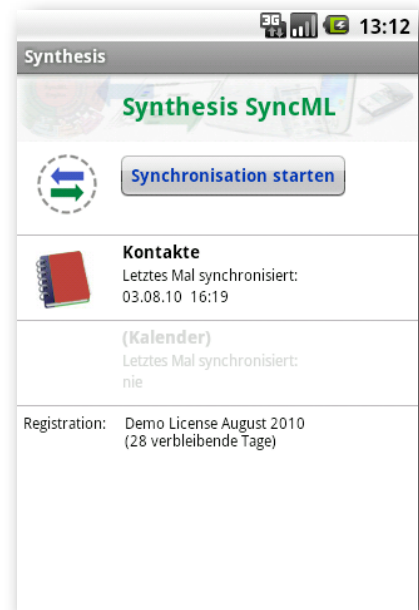 3G 13:12
Synthesis
Synthesis SyncML
Synchronisation starten
Kontakte
Letztes Mal synchronisiert:
03.08.10 16:19
(Kalender)
Letztes Mal synchronisiert:
nie
Registration: Demo License August 2010
(28 verbleibende Tage)